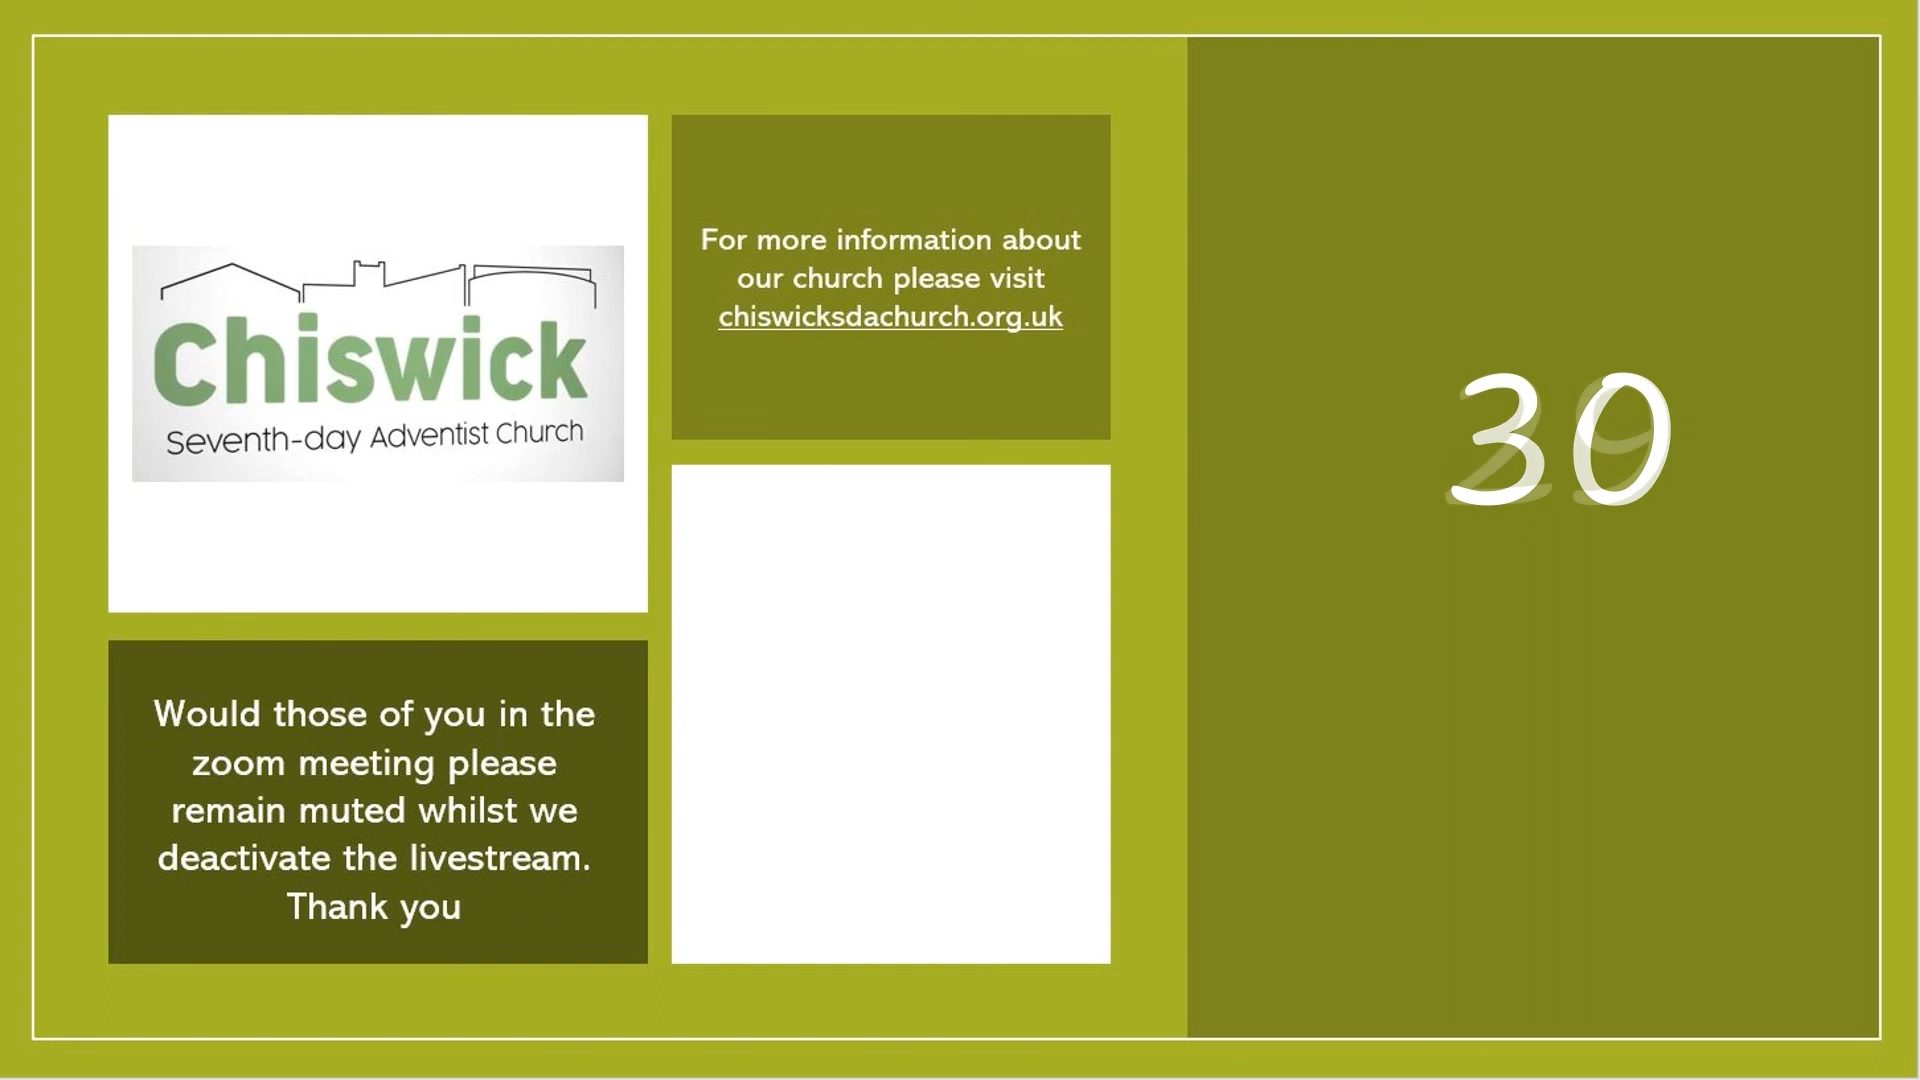 Chiswick
Seventh-day Adventist Church
For more information about
our church please visit
chiswicksdachurch.org.uk
Would those of you in the
zoom meeting please
remain muted whilst we
deactivate the livestream.
Thank you
30